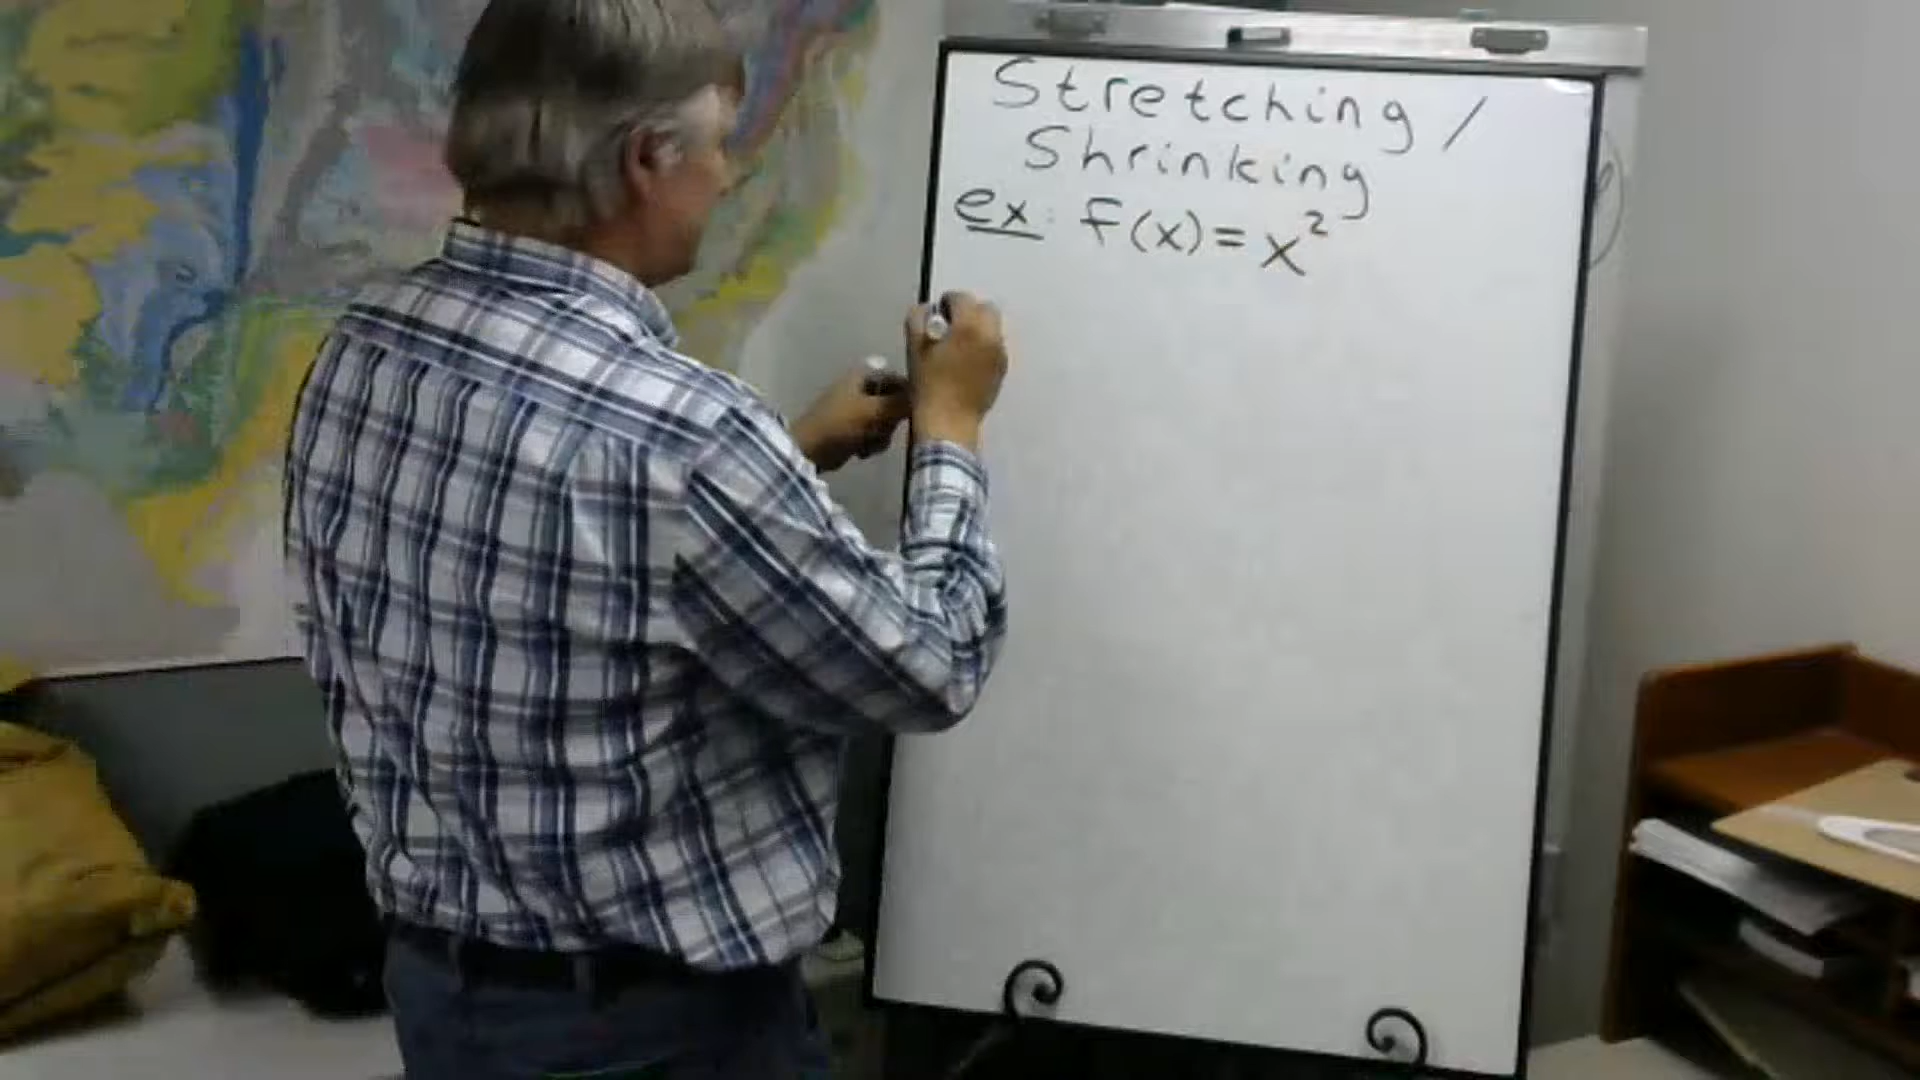 Stretching /
Shrinking
ex: f(x) = x²